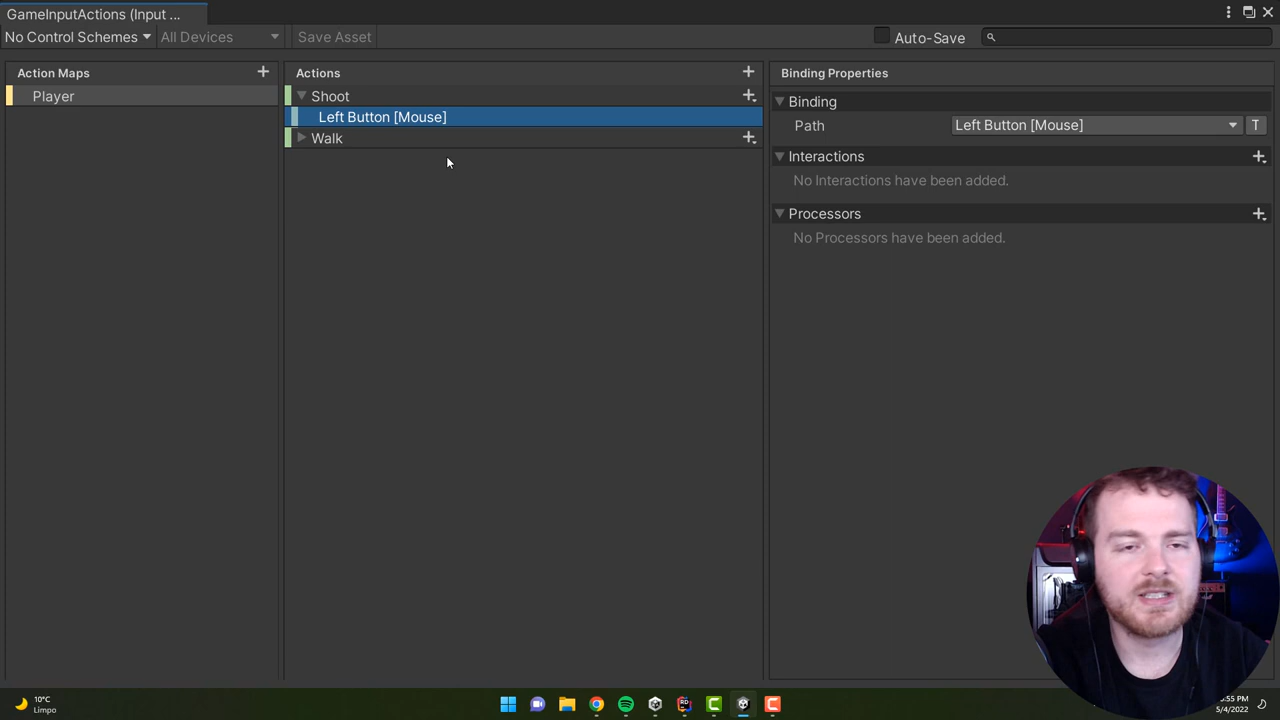 GameInputActions (Input ...
No Control Schemes
All Devices
Save Asset
Auto-Save
Action Maps
Actions
Binding Properties
Player
Shoot
Left Button [Mouse]
Walk
Binding
Path
Left Button [Mouse]
T
Interactions
No Interactions have been added.
Processors
No Processors have been added.
10°C
Limpo
:55 PM
5/4/2022